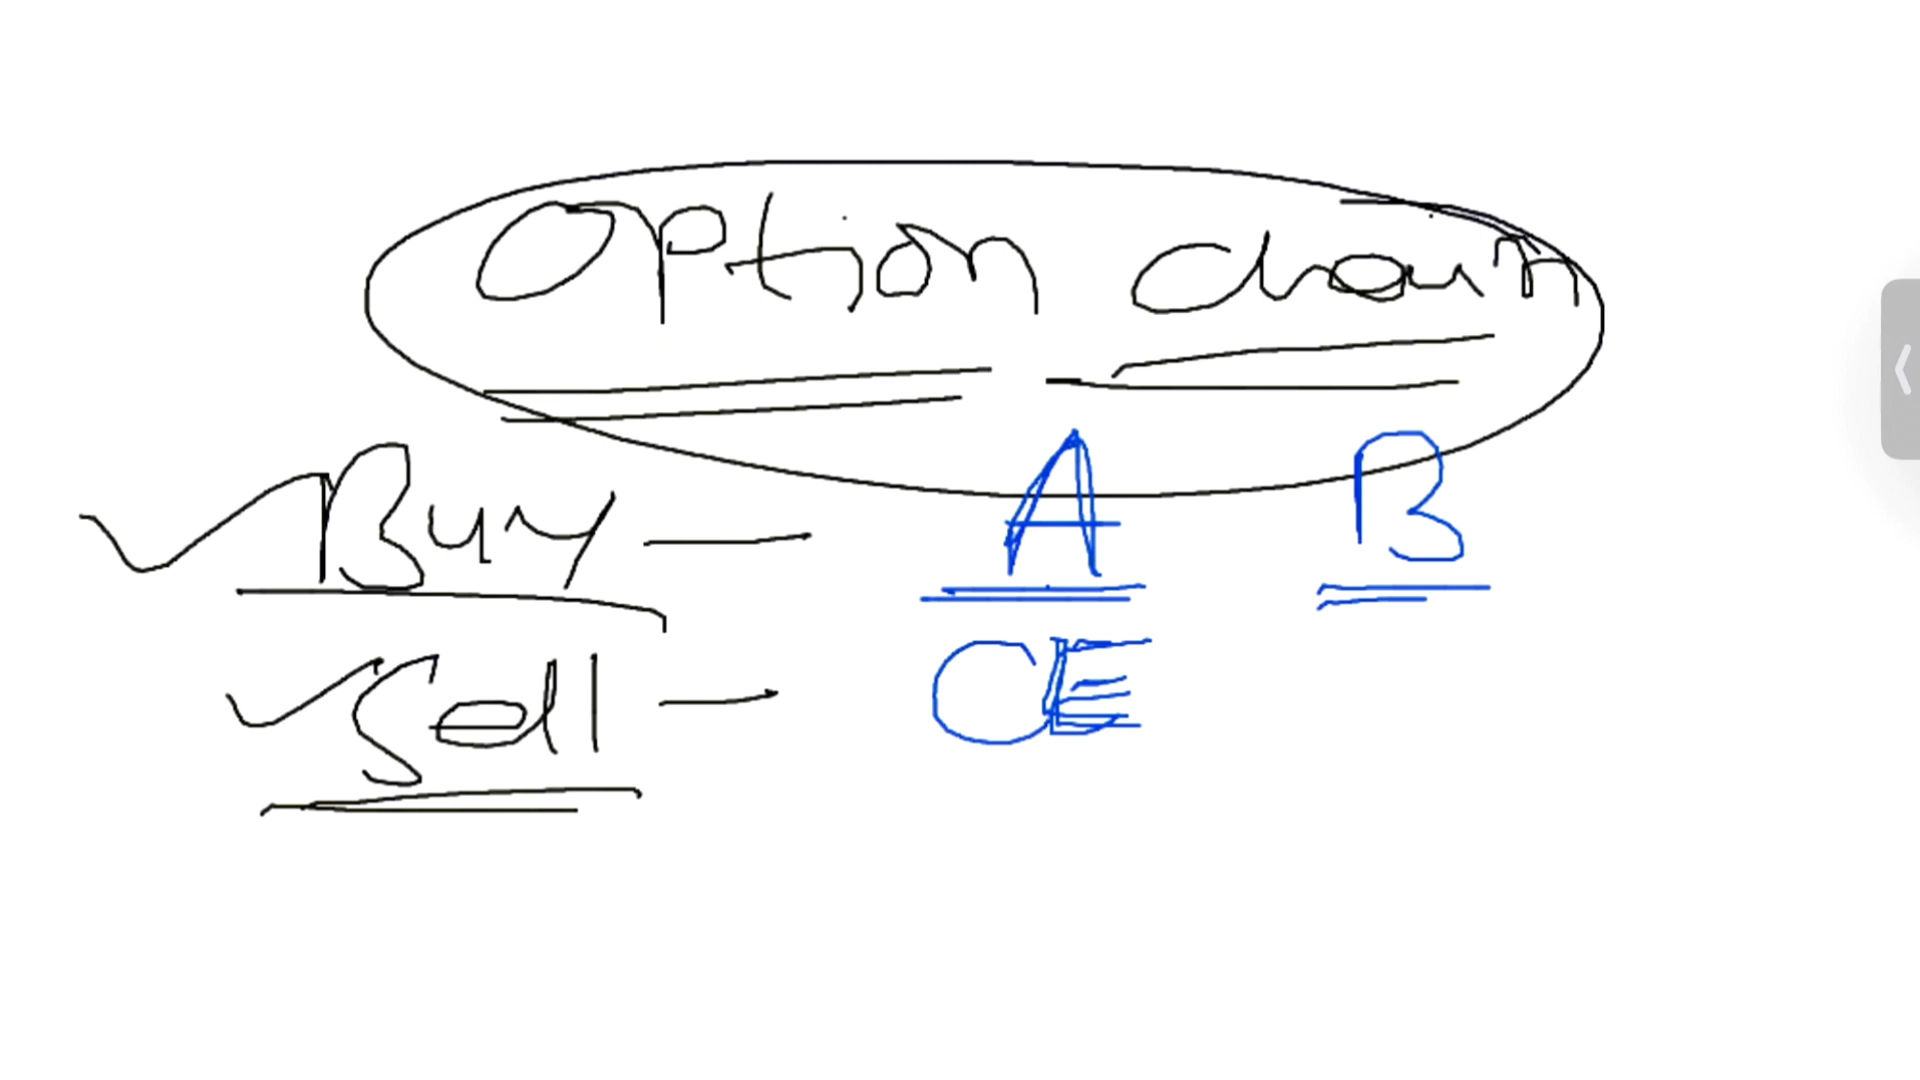 Option chain
Buy — A B
Sell — CE